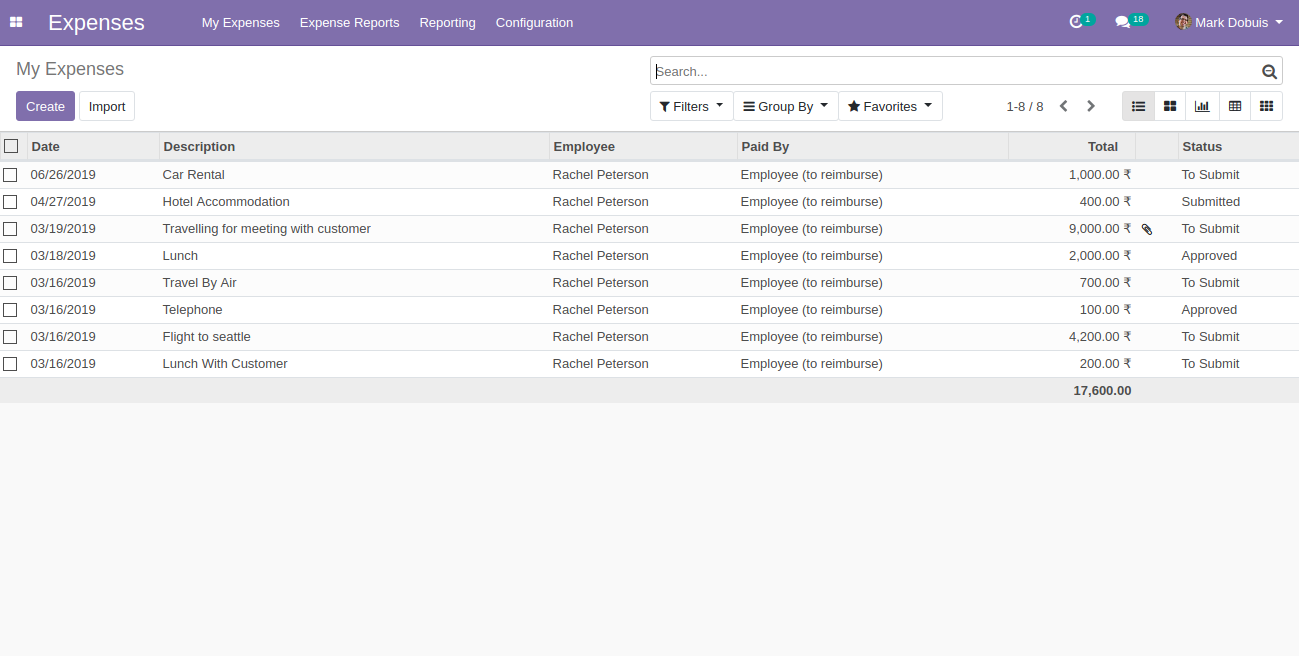 Expenses My Expenses Expense Reports Reporting Configuration 1 18 Mark Dobuis
My Expenses Search...
Create Import Filters Group By Favorites 1-8 / 8
Date Description Employee Paid By Total Status
06/26/2019 Car Rental Rachel Peterson Employee (to reimburse) 1,000.00 ₹ To Submit
04/27/2019 Hotel Accommodation Rachel Peterson Employee (to reimburse) 400.00 ₹ Submitted
03/19/2019 Travelling for meeting with customer Rachel Peterson Employee (to reimburse) 9,000.00 ₹ To Submit
03/18/2019 Lunch Rachel Peterson Employee (to reimburse) 2,000.00 ₹ Approved
03/16/2019 Travel By Air Rachel Peterson Employee (to reimburse) 700.00 ₹ To Submit
03/16/2019 Telephone Rachel Peterson Employee (to reimburse) 100.00 ₹ Approved
03/16/2019 Flight to seattle Rachel Peterson Employee (to reimburse) 4,200.00 ₹ To Submit
03/16/2019 Lunch With Customer Rachel Peterson Employee (to reimburse) 200.00 ₹ To Submit
17,600.00